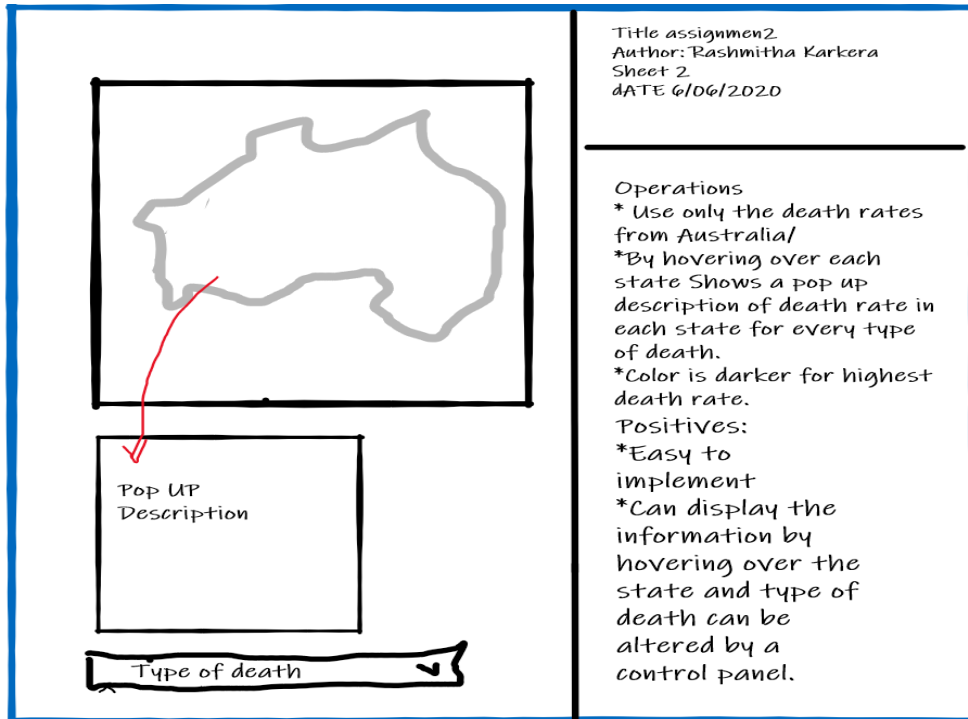 Title assignmen2
Author: Rashmitha Karkera
Sheet 2
dATE 6/06/2020
Operations
* Use only the death rates
from Australia/
*By hovering over each
state Shows a pop up
description of death rate in
each state for every type
of death.
*Color is darker for highest
death rate.
Positives:
*Easy to
implement
*Can display the
information by
hovering over the
state and type of
death can be
altered by a
control panel.
Pop UP
Description
Type of death